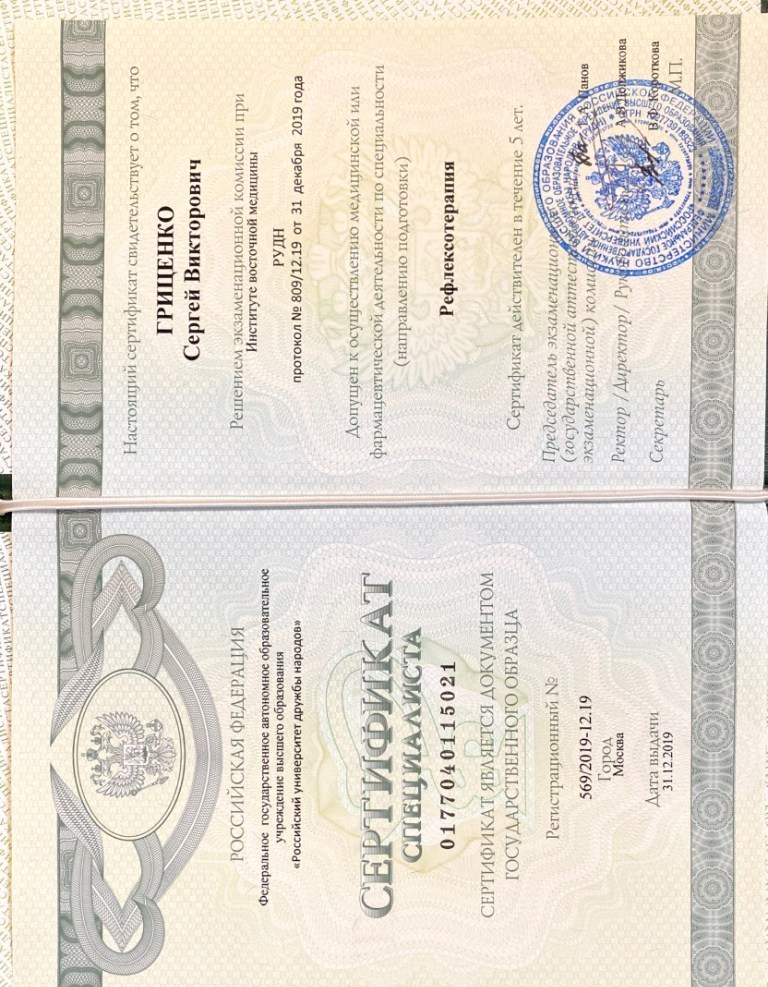 РОССИЙСКАЯ ФЕДЕРАЦИЯ
Федеральное государственное автономное образовательное
учреждение высшего образования
«Российский университет дружбы народов»
СЕРТИФИКАТ
СПЕЦИАЛИСТА
0177040115021
СЕРТИФИКАТ ЯВЛЯЕТСЯ ДОКУМЕНТОМ
ГОСУДАРСТВЕННОГО ОБРАЗЦА
Регистрационный №
569/2019-12.19
Город
Москва
Дата выдачи
31.12.2019
Настоящий сертификат свидетельствует о том, что
ГРИЦЕНКО
Сергей Викторович
Решением экзаменационной комиссии при
Институте восточной медицины
РУДН
протокол № 809/12.19 от 31 декабря 2019 года
Допущен к осуществлению медицинской или
фармацевтической деятельности по специальности
(направлению подготовки)
Рефлексотерапия
Сертификат действителен в течение 5 лет.
Председатель экзаменационной
(государственной
экзаменационной)
Ректор / Директор /
Секретарь
В.В. Короткова
М.П.